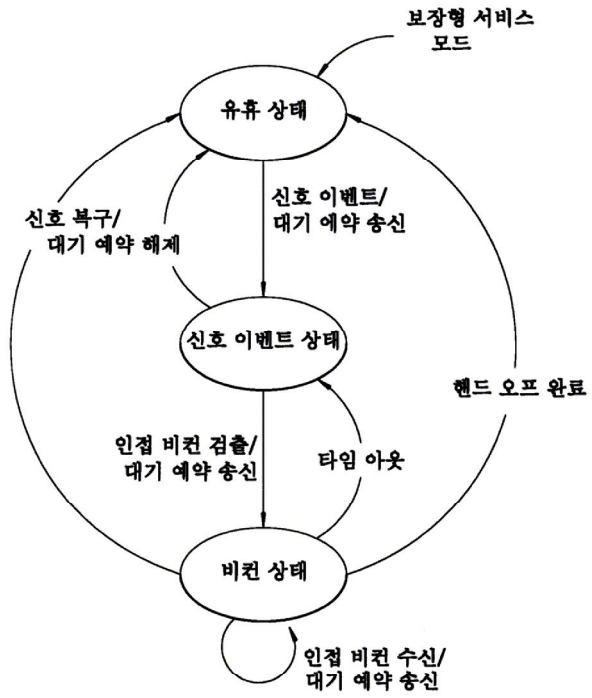 보장형 서비스
모드
유휴 상태
신호 이벤트/
대기 예약 송신
신호 복구/
대기 예약 해제
신호 이벤트 상태
핸드 오프 완료
인접 비컨 검출/
대기 예약 송신
타임 아웃
비컨 상태
인접 비컨 수신/
대기 예약 송신